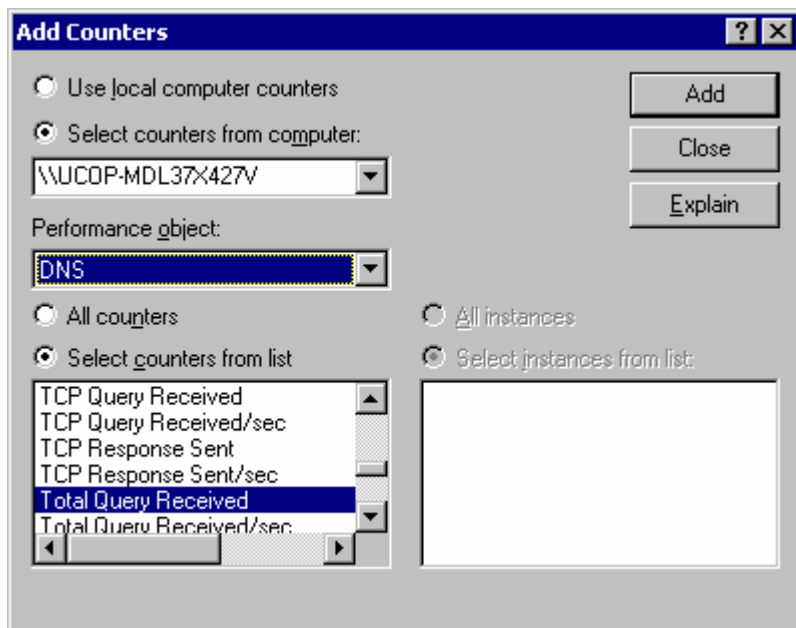 Add Counters
Use local computer counters
Select counters from computer:
\\UCOP-MDL37X427V
Performance object:
DNS
All counters
Select counters from list
TCP Query Received
TCP Query Received/sec
TCP Response Sent
TCP Response Sent/sec
Total Query Received
Total Query Received/sec
All instances
Select instances from list:
Add
Close
Explain